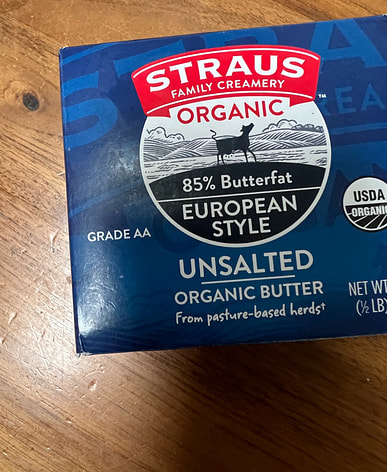 STRAUS
FAMILY CREAMERY
ORGANIC
™
85% Butterfat
EUROPEAN
STYLE
GRADE AA
USDA
ORGANIC
UNSALTED
ORGANIC BUTTER
NET WT
(½ LB)
From pasture-based herds†